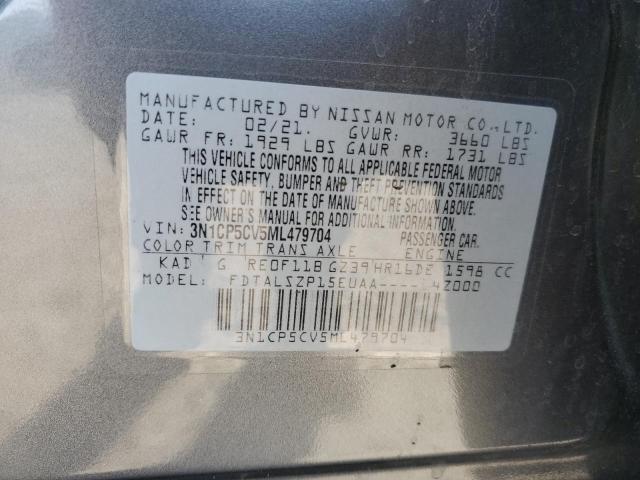 MANUFACTURED BY NISSAN MOTOR CO.,LTD.
DATE: 02/21. GVWR: 3660 LBS
GAWR FR: 1929 LBS GAWR RR: 1731 LBS
THIS VEHICLE CONFORMS TO ALL APPLICABLE FEDERAL MOTOR
VEHICLE SAFETY, BUMPER AND THEFT PREVENTION STANDARDS
IN EFFECT ON THE DATE OF MANUFACTURE SHOWN ABOVE.
SEE OWNER'S MANUAL FOR ADDITIONAL INFORMATION.
VIN: 3N1CP5CV5ML479704 PASSENGER CAR.
COLOR TRIM TRANS AXLE ENGINE
KAD G RE0F11B GZ39 HR16DE 1598 CC
MODEL: FDTALSZP15EUAA----L4Z000
3N1CP5CV5ML479704